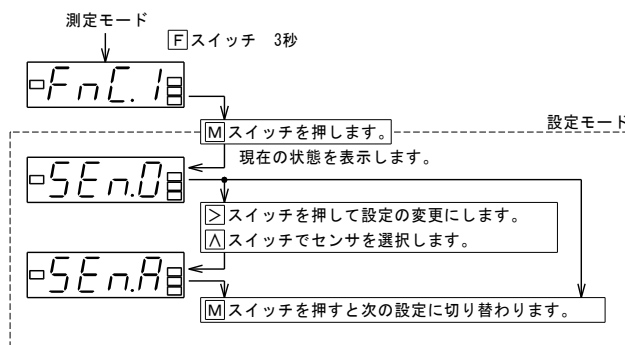 測定モード
Fスイッチ 3秒
FnC.1
Mスイッチを押します。
設定モード
現在の状態を表示します。
SEn.0
>スイッチを押して設定の変更にします。
∧スイッチでセンサを選択します。
SEn.A
Mスイッチを押すと次の設定に切り替わります。